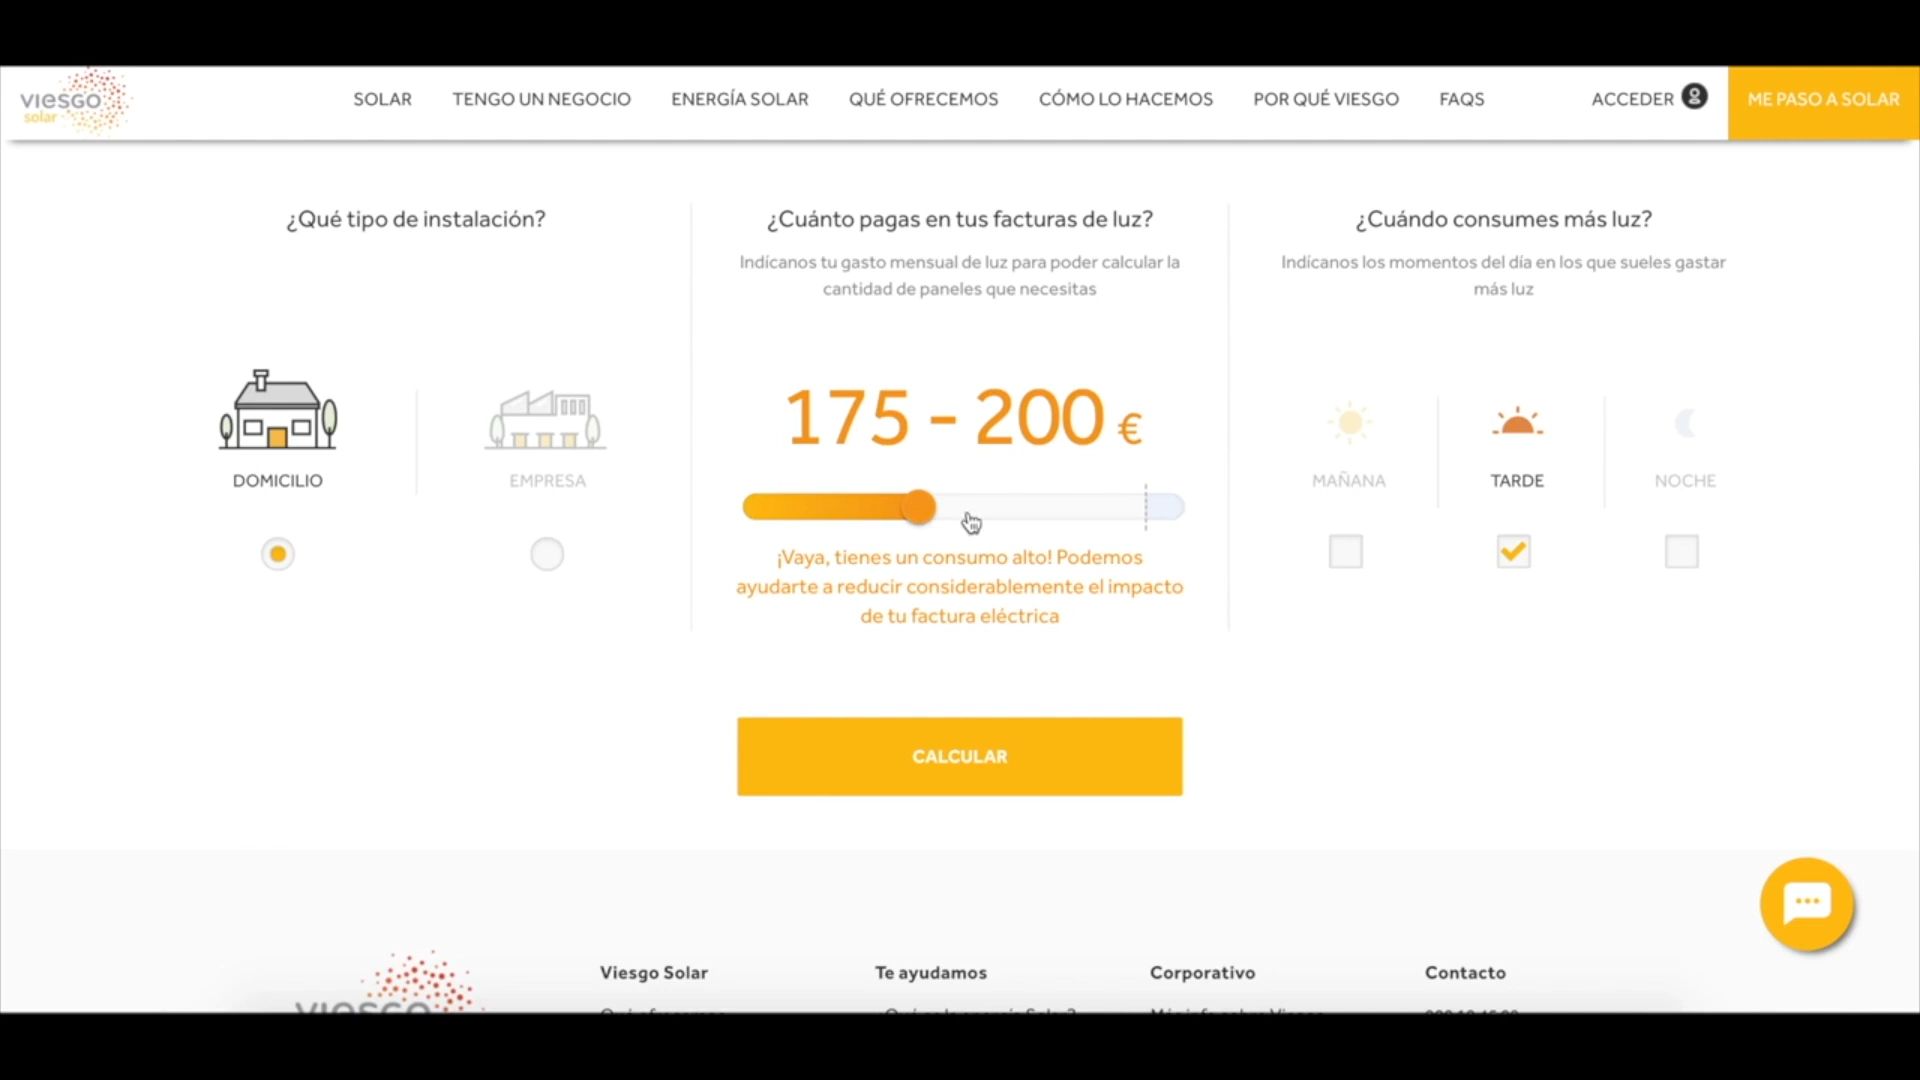 viesgo
solar
SOLAR
TENGO UN NEGOCIO
ENERGÍA SOLAR
QUÉ OFRECEMOS
CÓMO LO HACEMOS
POR QUÉ VIESGO
FAQS
ACCEDER
ME PASO A SOLAR
¿Qué tipo de instalación?
DOMICILIO
EMPRESA
¿Cuánto pagas en tus facturas de luz?
Indícanos tu gasto mensual de luz para poder calcular la
cantidad de paneles que necesitas
175 - 200 €
¡Vaya, tienes un consumo alto! Podemos
ayudarte a reducir considerablemente el impacto
de tu factura eléctrica
¿Cuándo consumes más luz?
Indícanos los momentos del día en los que sueles gastar
más luz
MAÑANA
TARDE
NOCHE
CALCULAR
viesgo
Viesgo Solar
Te ayudamos
Corporativo
Contacto